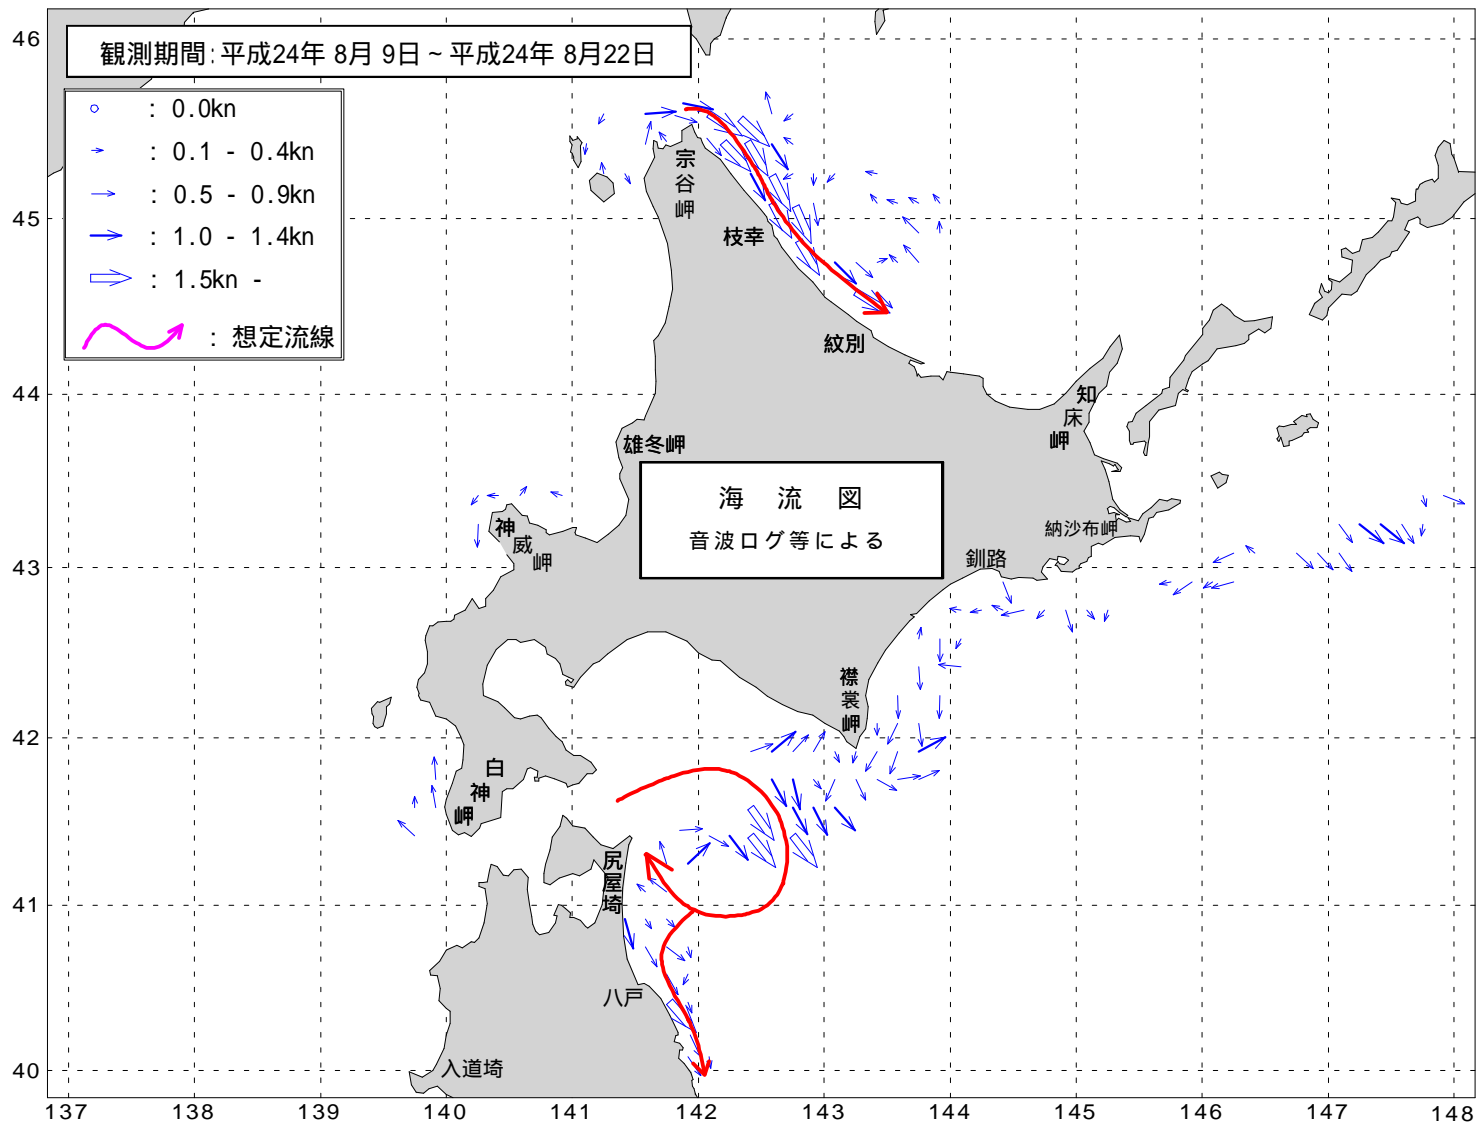 観測期間:平成24年 8月 9日～平成24年 8月22日
: 0.0kn
: 0.1 - 0.4kn
: 0.5 - 0.9kn
: 1.0 - 1.4kn
: 1.5kn -
: 想定流線
海 流 図
音波ログ等による
宗谷岬
枝幸
紋別
知床岬
雄冬岬
納沙布岬
神威岬
釧路
襟裳岬
白神岬
尻屋埼
八戸
入道埼
46
45
44
43
42
41
40
137 138 139 140 141 142 143 144 145 146 147 148